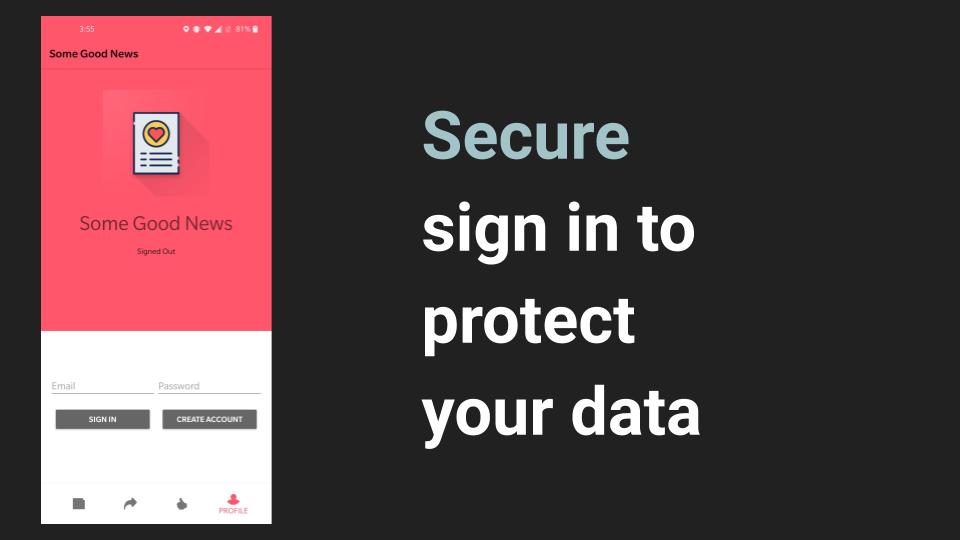 3:55 81%
Some Good News
Some Good News
Signed Out
Email Password
SIGN IN CREATE ACCOUNT
PROFILE
Secure
sign in to
protect
your data